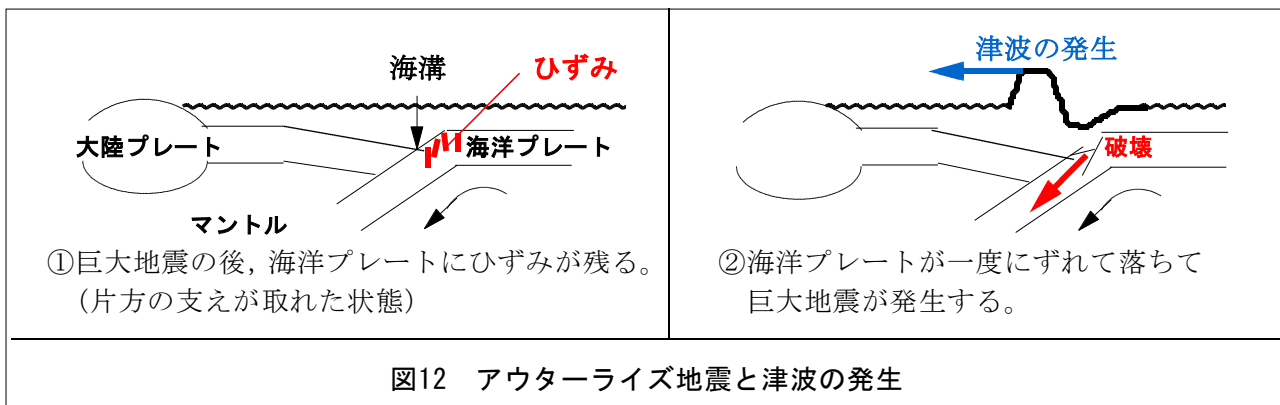 海溝
ひずみ
大陸プレート
海洋プレート
マントル
①巨大地震の後，海洋プレートにひずみが残る。
（片方の支えが取れた状態）
津波の発生
破壊
②海洋プレートが一度にずれて落ちて
巨大地震が発生する。
図12　アウターライズ地震と津波の発生